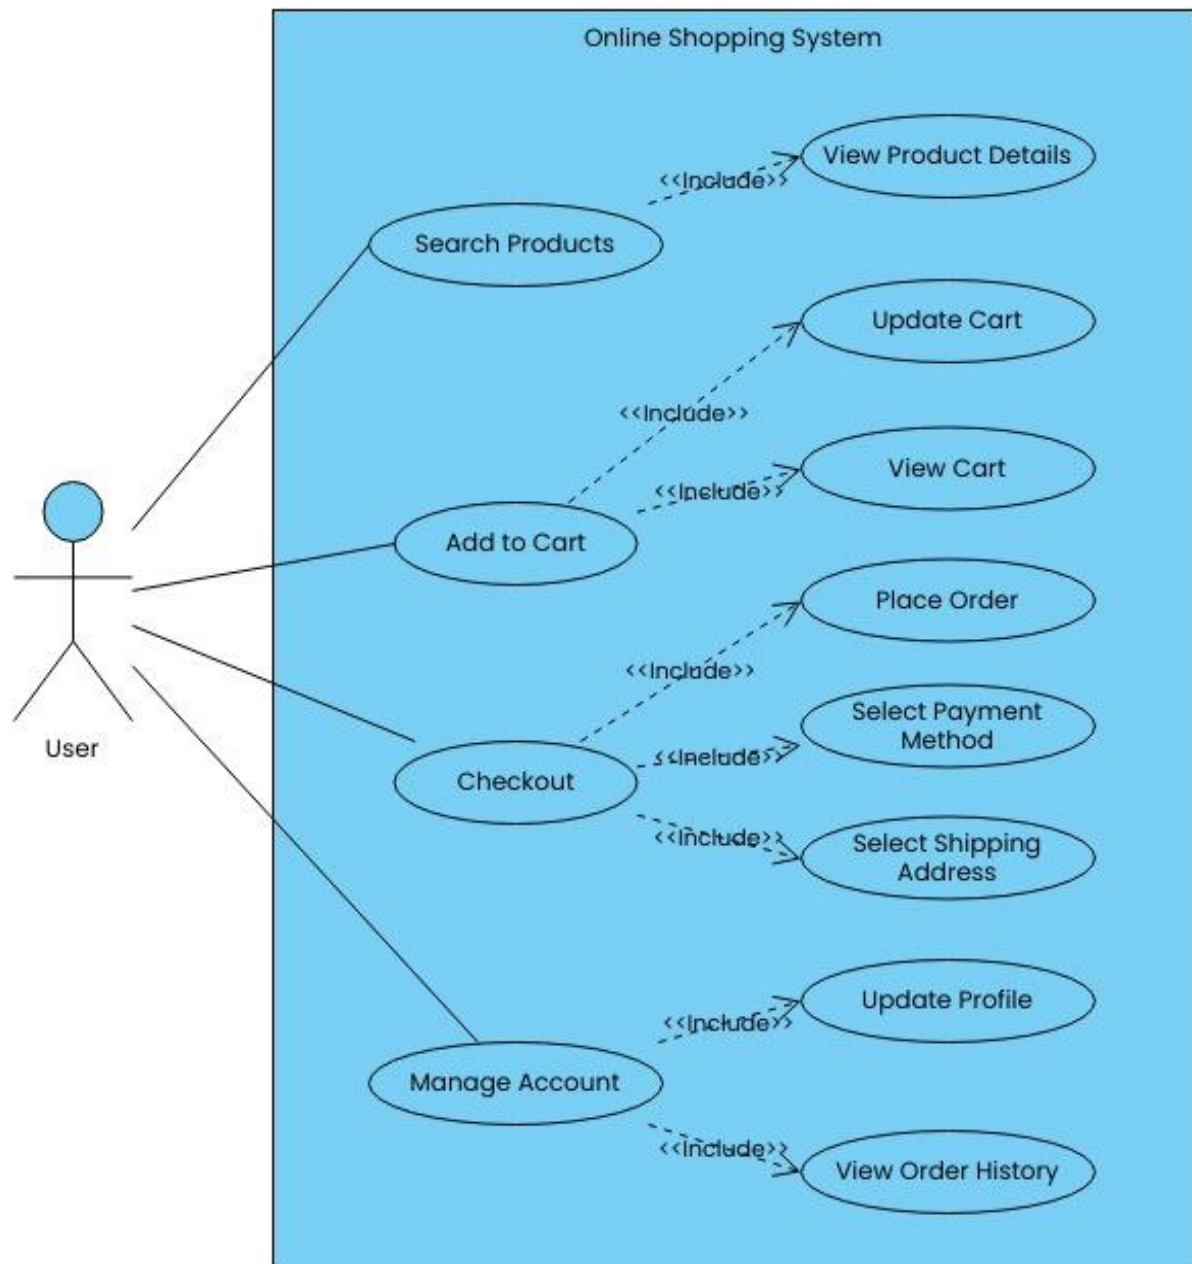 Online Shopping System
View Product Details
<<Include>>
Search Products
Update Cart
<<Include>>
View Cart
<<Include>>
Add to Cart
Place Order
<<Include>>
Select Payment
Method
<<Include>>
Checkout
<<Include>>
Select Shipping
Address
User
Update Profile
<<Include>>
Manage Account
<<Include>>
View Order History